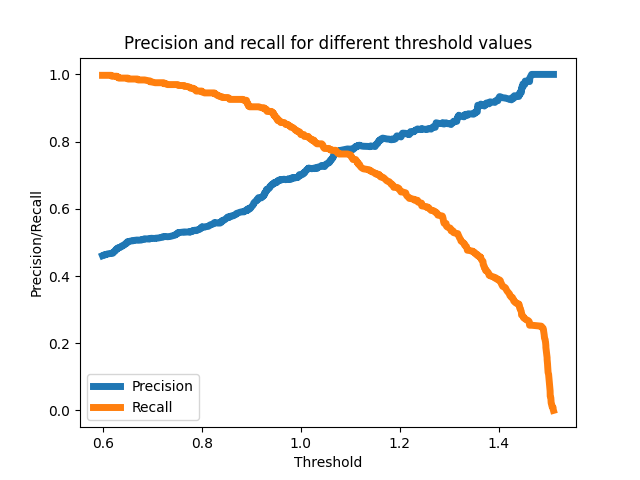 Precision and recall for different threshold values
Precision/Recall
1.0
0.8
0.6
0.4
0.2
0.0
Precision
Recall
0.6 0.8 1.0 1.2 1.4
Threshold